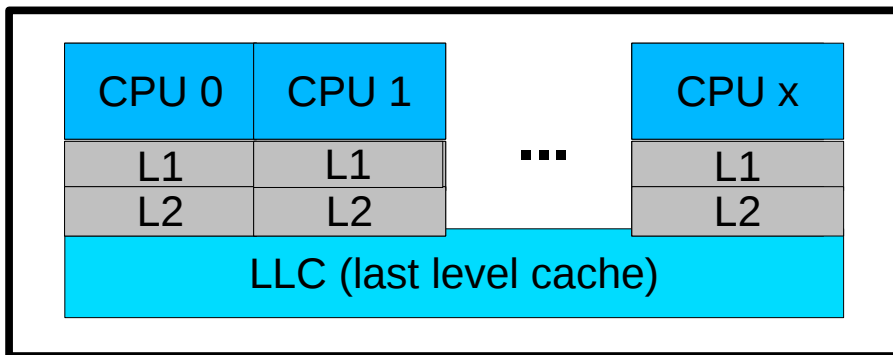 CPU 0 CPU 1 CPU x
L1 L1 ... L1
L2 L2 L2
LLC (last level cache)